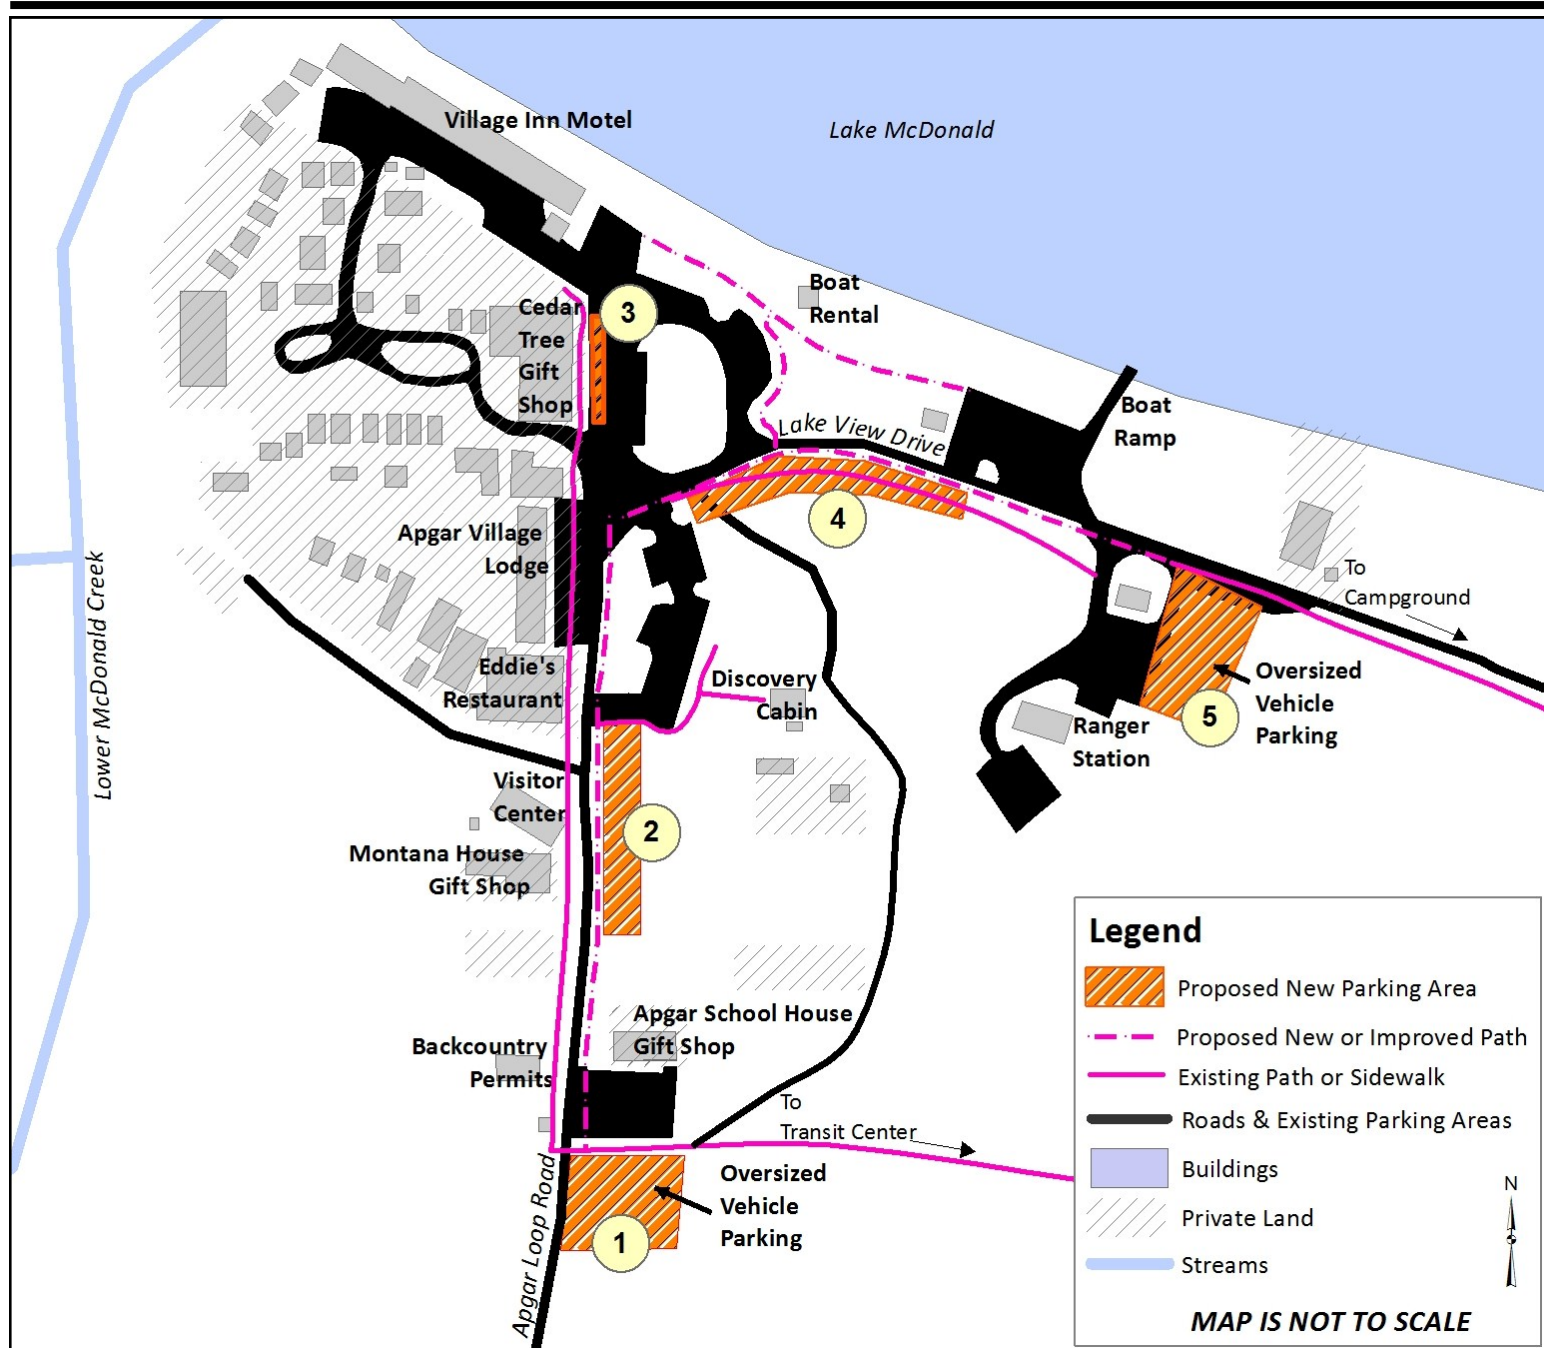 Village Inn Motel
Lake McDonald
Boat
Rental
Cedar
Tree
Gift
Shop
3
Lake View Drive
Boat
Ramp
4
Apgar Village
Lodge
To
Campground
Lower McDonald Creek
Eddie's
Restaurant
Discovery
Cabin
Oversized
Vehicle
Parking
5
Ranger
Station
Visitor
Center
2
Montana House
Gift Shop
Apgar School House
Gift Shop
Backcountry
Permits
To
Transit Center
Oversized
Vehicle
Parking
1
Apgar Loop Road
Legend
Proposed New Parking Area
Proposed New or Improved Path
Existing Path or Sidewalk
Roads & Existing Parking Areas
Buildings
Private Land
Streams
N
MAP IS NOT TO SCALE